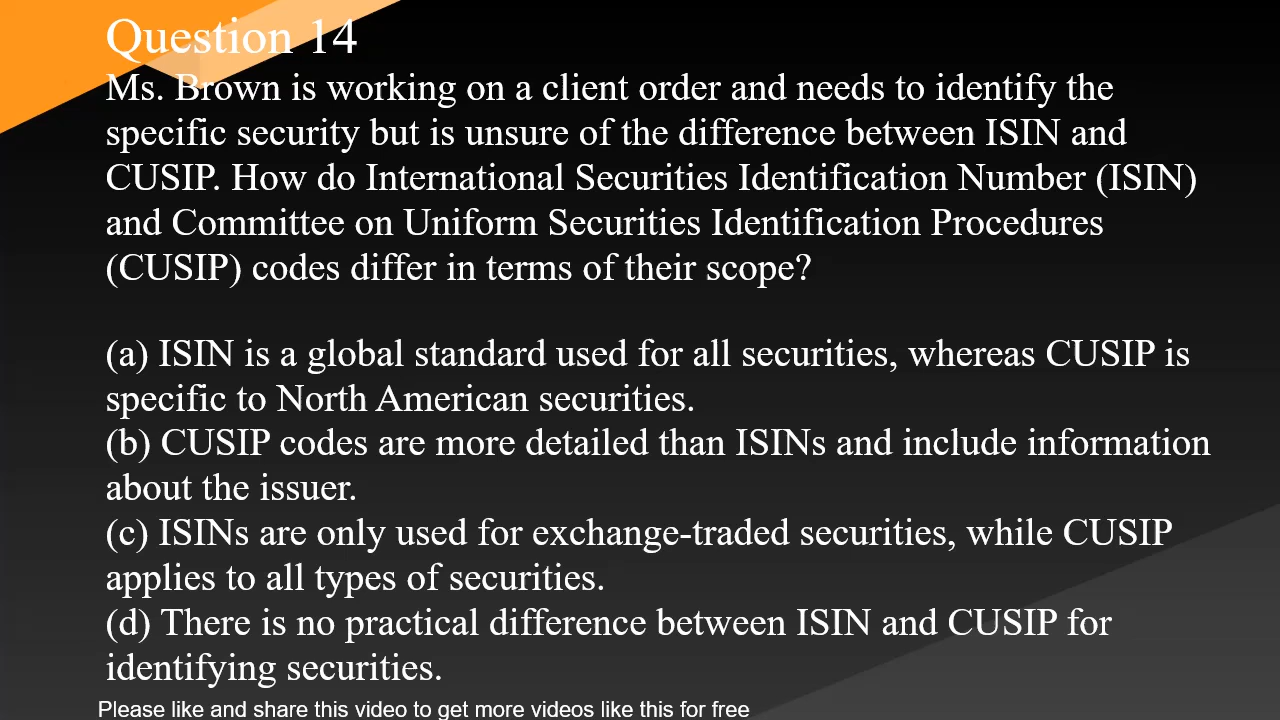 Question 14
Ms. Brown is working on a client order and needs to identify the
specific security but is unsure of the difference between ISIN and
CUSIP. How do International Securities Identification Number (ISIN)
and Committee on Uniform Securities Identification Procedures
(CUSIP) codes differ in terms of their scope?
(a) ISIN is a global standard used for all securities, whereas CUSIP is
specific to North American securities.
(b) CUSIP codes are more detailed than ISINs and include information
about the issuer.
(c) ISINs are only used for exchange-traded securities, while CUSIP
applies to all types of securities.
(d) There is no practical difference between ISIN and CUSIP for
identifying securities.
Please like and share this video to get more videos like this for free